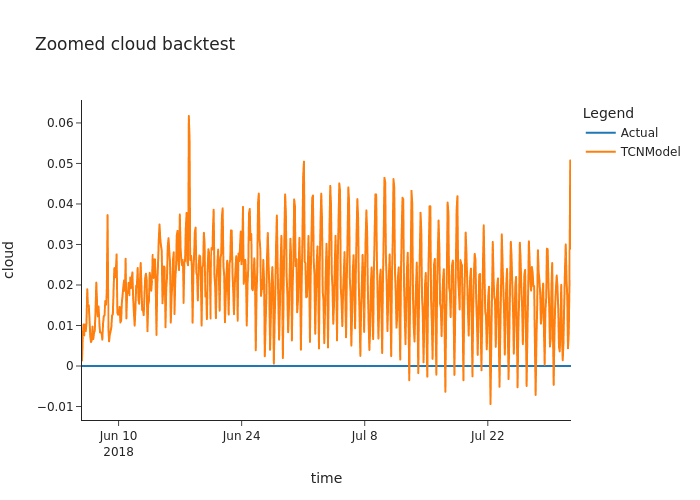 Zoomed cloud backtest
Legend
Actual
TCNModel
0.06
0.05
0.04
0.03
0.02
0.01
0
−0.01
cloud
Jun 10
2018
Jun 24
Jul 8
Jul 22
time